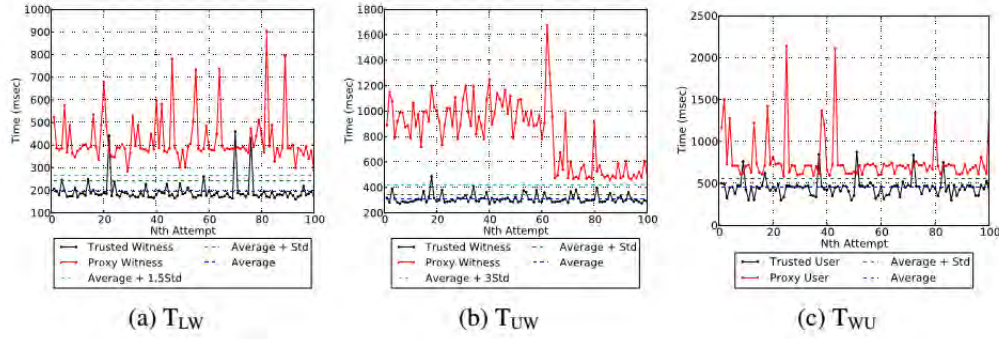 1000
900
800
700
600
500
400
300
200
100
Time (msec)
0 20 40 60 80 100
Nth Attempt
Trusted Witness
Proxy Witness
Average + 1.5Std
Average + Std
Average
(a) T_LW
1800
1600
1400
1200
1000
800
600
400
200
Time (msec)
0 20 40 60 80 100
Nth Attempt
Trusted Witness
Proxy Witness
Average + 3Std
Average + Std
Average
(b) T_UW
2500
2000
1500
1000
500
0
Time (msec)
0 20 40 60 80 100
Nth Attempt
Trusted User
Proxy User
Average + Std
Average
(c) T_WU